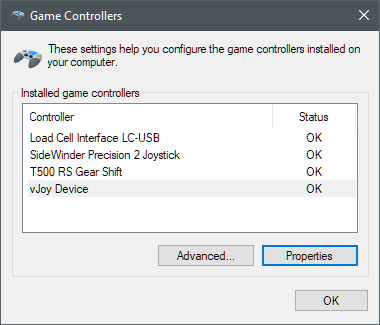 Game Controllers
These settings help you configure the game controllers installed on
your computer.
Installed game controllers
Controller Status
Load Cell Interface LC-USB OK
SideWinder Precision 2 Joystick OK
T500 RS Gear Shift OK
vJoy Device OK
Advanced... Properties
OK